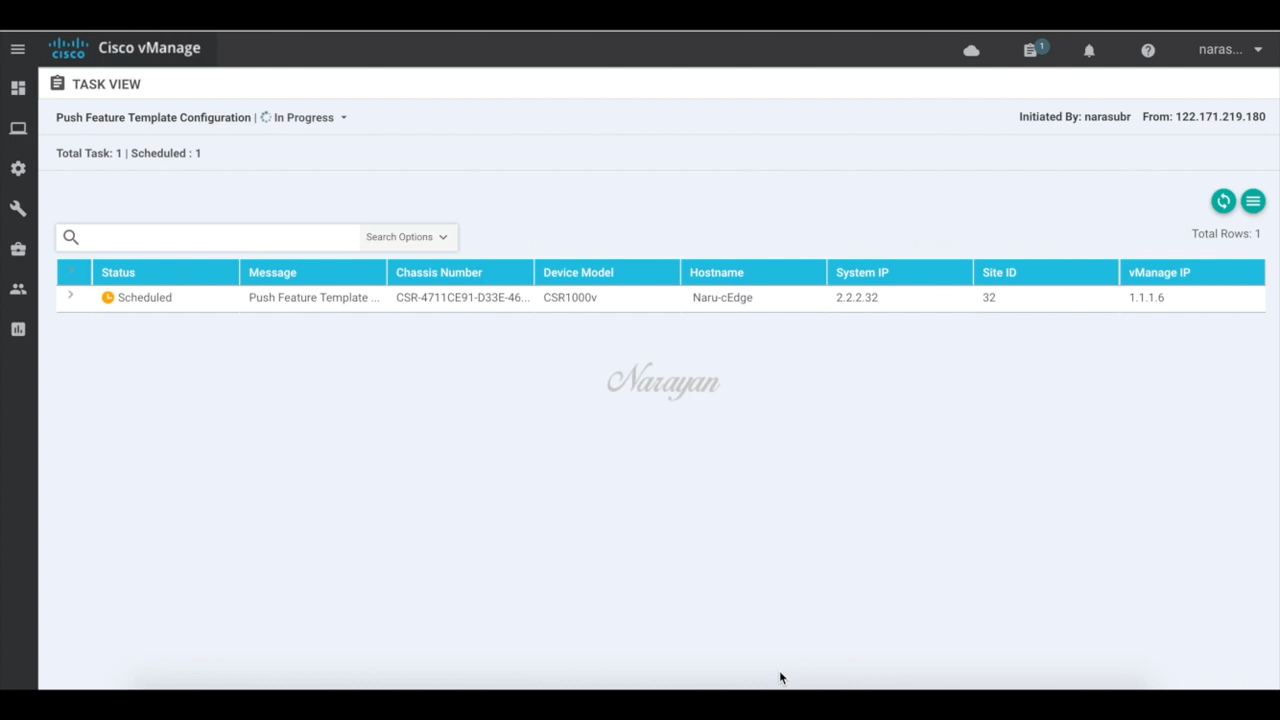 cisco Cisco vManage
1
naras...
TASK VIEW
Push Feature Template Configuration | In Progress
Initiated By: narasubr From: 122.171.219.180
Total Task: 1 | Scheduled : 1
Search Options
Total Rows: 1
Status Message Chassis Number Device Model Hostname System IP Site ID vManage IP
Scheduled Push Feature Template ... CSR-4711CE91-D33E-46... CSR1000v Naru-cEdge 2.2.2.32 32 1.1.1.6
Narayan